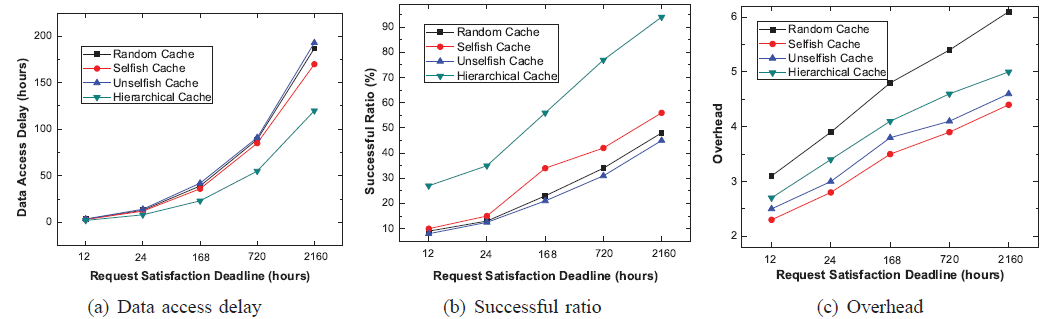 Data Access Delay (hours)
200
150
100
50
0
Random Cache
Selfish Cache
Unselfish Cache
Hierarchical Cache
12 24 168 720 2160
Request Satisfaction Deadline (hours)
(a) Data access delay
Successful Ratio (%)
90
80
70
60
50
40
30
20
10
Random Cache
Selfish Cache
Unselfish Cache
Hierarchical Cache
12 24 168 720 2160
Request Satisfaction Deadline (hours)
(b) Successful ratio
Overhead
6
5
4
3
2
Random Cache
Selfish Cache
Unselfish Cache
Hierarchical Cache
12 24 168 720 2160
Request Satisfaction Deadline (hours)
(c) Overhead